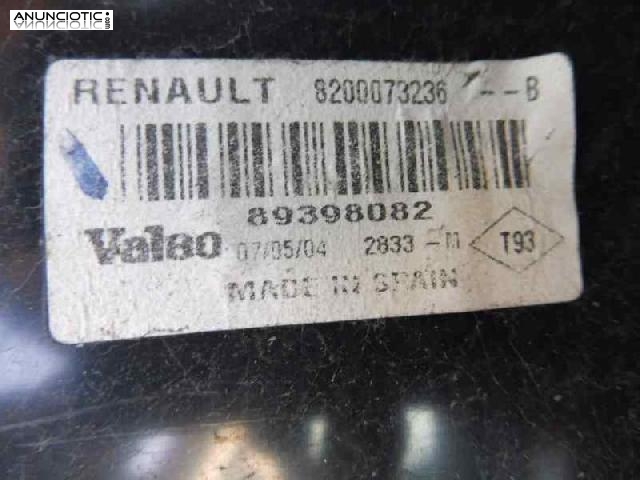 ANUNCIOTIC.com
RENAULT 8200073236 --B
89398082
Valeo 07/05/04 2833-M T93
MADE IN SPAIN